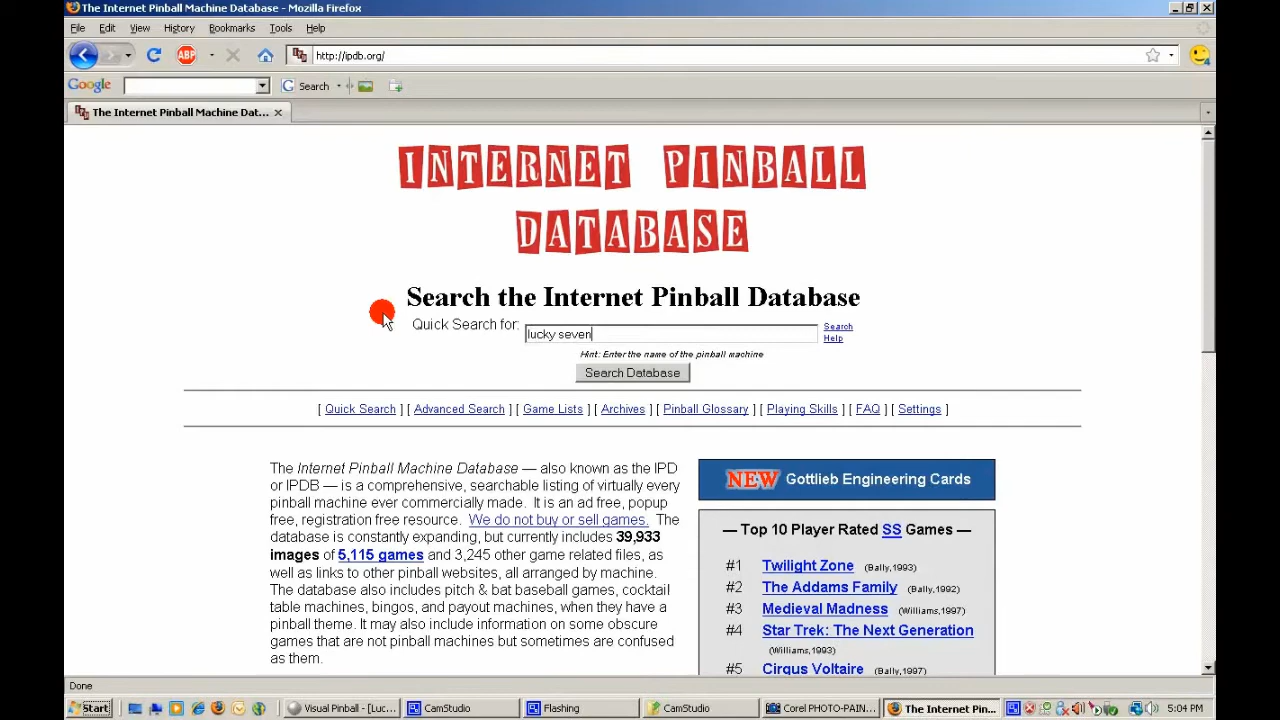 The Internet Pinball Machine Database - Mozilla Firefox
File Edit View History Bookmarks Tools Help
ABP http://ipdb.org/
Google Search
The Internet Pinball Machine Dat...
INTERNET PINBALL
DATABASE
Search the Internet Pinball Database
Quick Search for: lucky seven Search Help
Hint: Enter the name of the pinball machine
Search Database
[ Quick Search ] [ Advanced Search ] [ Game Lists ] [ Archives ] [ Pinball Glossary ] [ Playing Skills ] [ FAQ ] [ Settings ]
The Internet Pinball Machine Database — also known as the IPD
or IPDB — is a comprehensive, searchable listing of virtually every
pinball machine ever commercially made. It is an ad free, popup
free, registration free resource. We do not buy or sell games. The
database is constantly expanding, but currently includes 39,933
images of 5,115 games and 3,245 other game related files, as
well as links to other pinball websites, all arranged by machine.
The database also includes pitch & bat baseball games, cocktail
table machines, bingos, and payout machines, when they have a
pinball theme. It may also include information on some obscure
games that are not pinball machines but sometimes are confused
as them.
NEW Gottlieb Engineering Cards
— Top 10 Player Rated SS Games —
#1 Twilight Zone (Bally,1993)
#2 The Addams Family (Bally,1992)
#3 Medieval Madness (Williams,1997)
#4 Star Trek: The Next Generation
(Williams,1993)
#5 Cirqus Voltaire (Bally,1997)
Done
Start Visual Pinball - [Luc... CamStudio Flashing CamStudio Corel PHOTO-PAIN... The Internet Pin... 5:04 PM